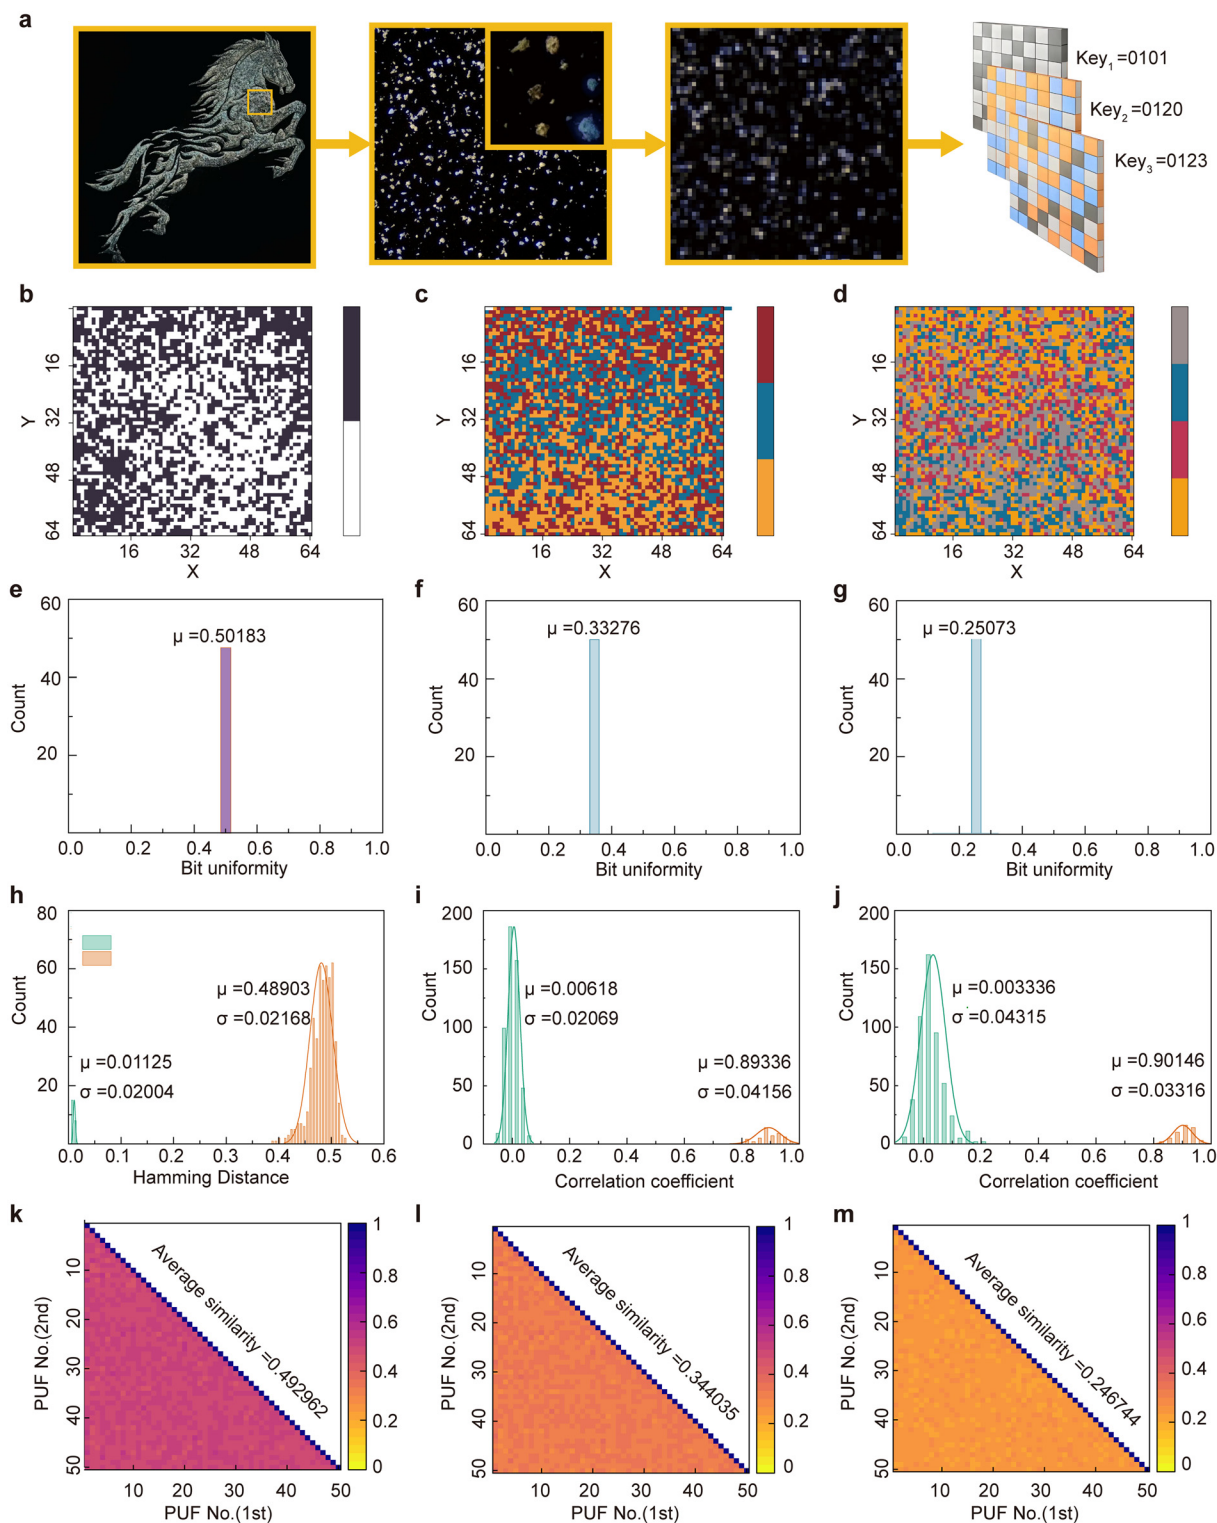 a
Key1 =0101
Key2 =0120
Key3 =0123
b
Y
16
32
48
64
16 32 48 64
X
c
Y
16
32
48
64
16 32 48 64
X
d
Y
16
32
48
64
16 32 48 64
X
e
60
40
20
Count
μ =0.50183
0.0 0.2 0.4 0.6 0.8 1.0
Bit uniformity
f
60
40
20
Count
μ =0.33276
0.0 0.2 0.4 0.6 0.8 1.0
Bit uniformity
g
60
40
20
Count
μ =0.25073
0.0 0.2 0.4 0.6 0.8 1.0
Bit uniformity
h
80
60
40
20
0
Count
μ =0.48903
σ =0.02168
μ =0.01125
σ =0.02004
0.0 0.1 0.2 0.3 0.4 0.5 0.6
Hamming Distance
i
200
150
100
50
0
Count
μ =0.00618
σ =0.02069
μ =0.89336
σ =0.04156
0.0 0.2 0.4 0.6 0.8 1.0
Correlation coefficient
j
200
150
100
50
0
Count
μ =0.003336
σ =0.04315
μ =0.90146
σ =0.03316
0.0 0.2 0.4 0.6 0.8 1.0
Correlation coefficient
k
PUF No.(2nd)
10
20
30
40
50
Average similarity =0.492962
1
0.8
0.6
0.4
0.2
0
10 20 30 40 50
PUF No.(1st)
l
PUF No.(2nd)
10
20
30
40
50
Average similarity =0.344035
1
0.8
0.6
0.4
0.2
0
10 20 30 40 50
PUF No.(1st)
m
PUF No.(2nd)
10
20
30
40
50
Average similarity =0.246744
1
0.8
0.6
0.4
0.2
0
10 20 30 40 50
PUF No.(1st)